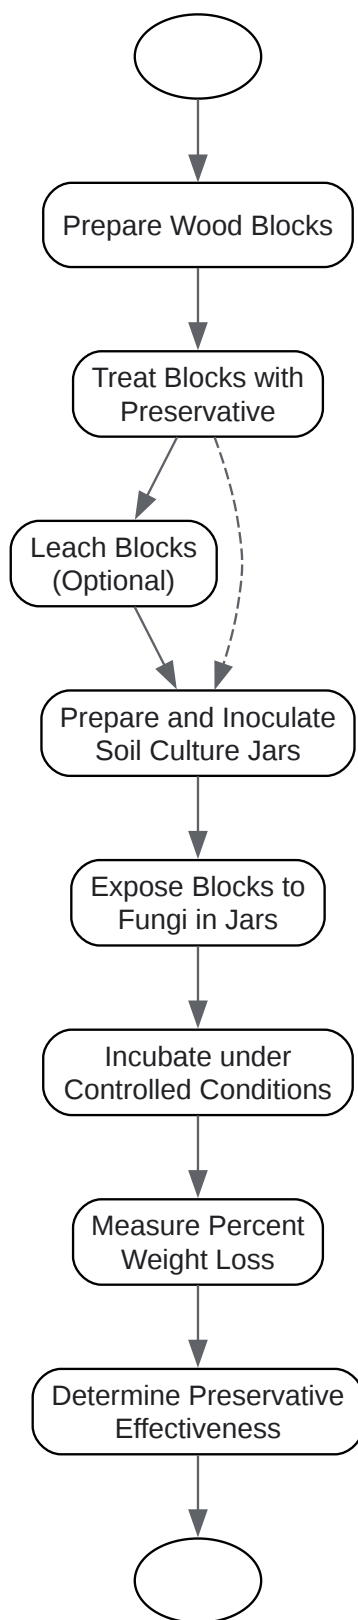 Prepare Wood Blocks
Treat Blocks with
Preservative
Leach Blocks
(Optional)
Prepare and Inoculate
Soil Culture Jars
Expose Blocks to
Fungi in Jars
Incubate under
Controlled Conditions
Measure Percent
Weight Loss
Determine Preservative
Effectiveness